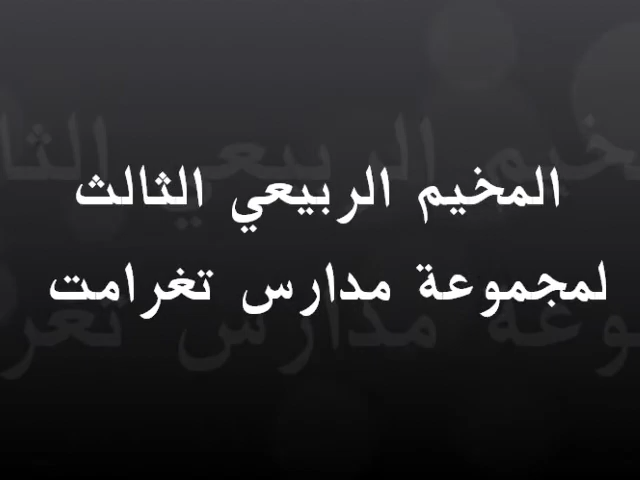 المخيم الربيعي الثالث
لمجموعة مدارس تغرامت